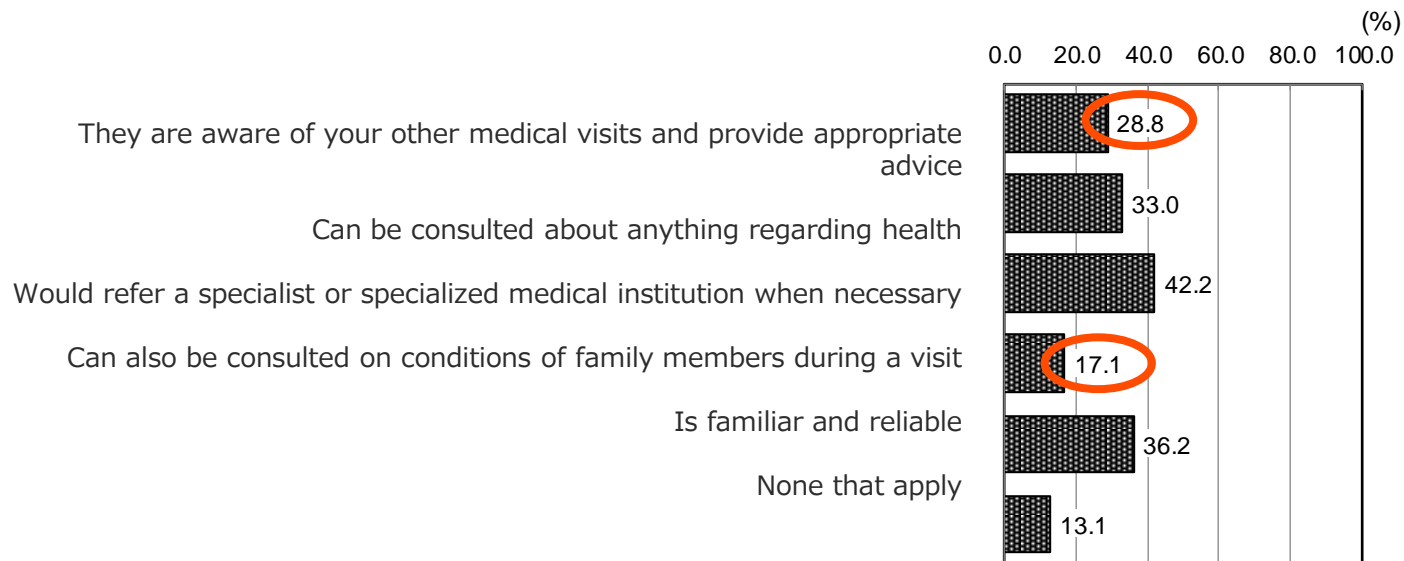 (%)
0.0 20.0 40.0 60.0 80.0 100.0
They are aware of your other medical visits and provide appropriate
advice
28.8
Can be consulted about anything regarding health
33.0
Would refer a specialist or specialized medical institution when necessary
42.2
Can also be consulted on conditions of family members during a visit
17.1
Is familiar and reliable
36.2
None that apply
13.1